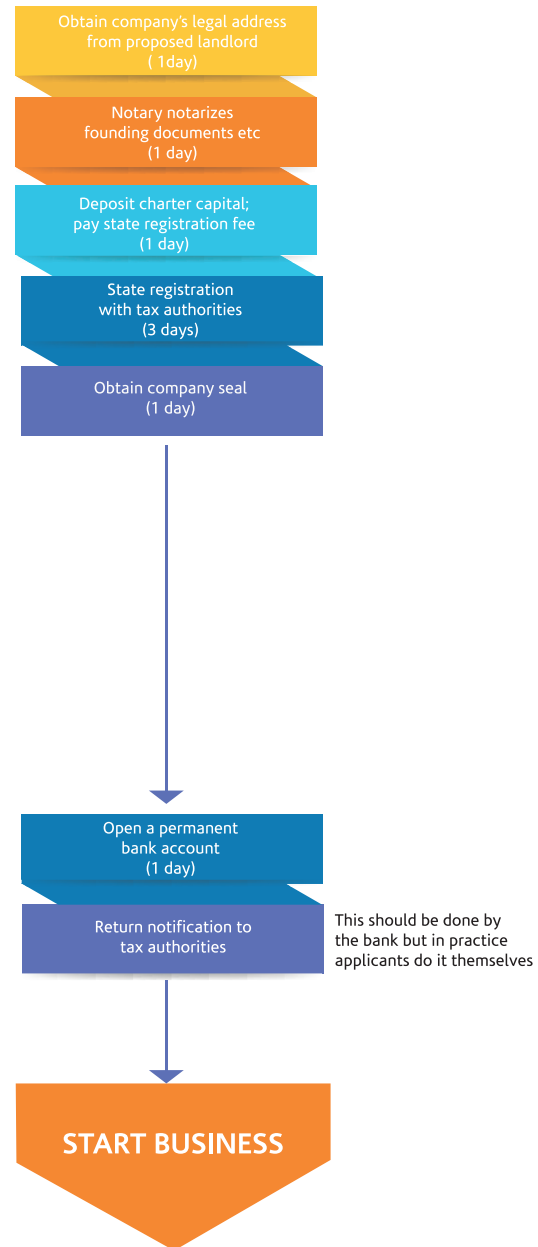 Obtain company’s legal address
from proposed landlord
( 1day)
Notary notarizes
founding documents etc
(1 day)
Deposit charter capital;
pay state registration fee
(1 day)
State registration
with tax authorities
(3 days)
Obtain company seal
(1 day)
Open a permanent
bank account
(1 day)
Return notification to
tax authorities
This should be done by
the bank but in practice
applicants do it themselves
START BUSINESS